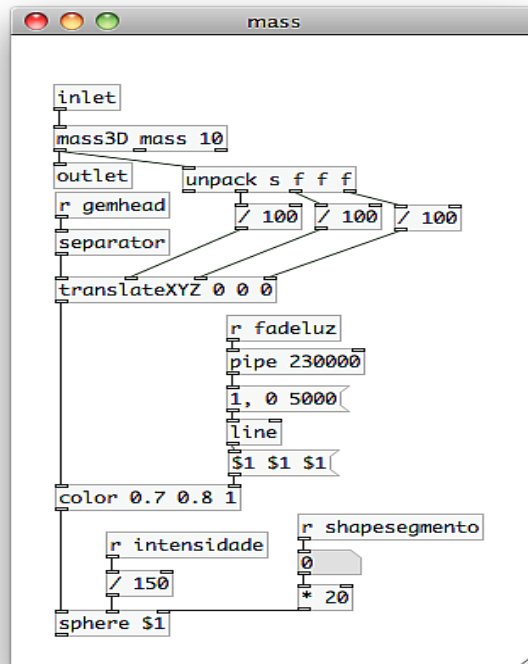 mass
inlet
mass3D mass 10
outlet
unpack s f f f
r gemhead
/ 100
/ 100
/ 100
separator
translateXYZ 0 0 0
r fadeluz
pipe 230000
1, 0 5000
line
$1 $1 $1
color 0.7 0.8 1
r shapesegmento
r intensidade
0
/ 150
* 20
sphere $1